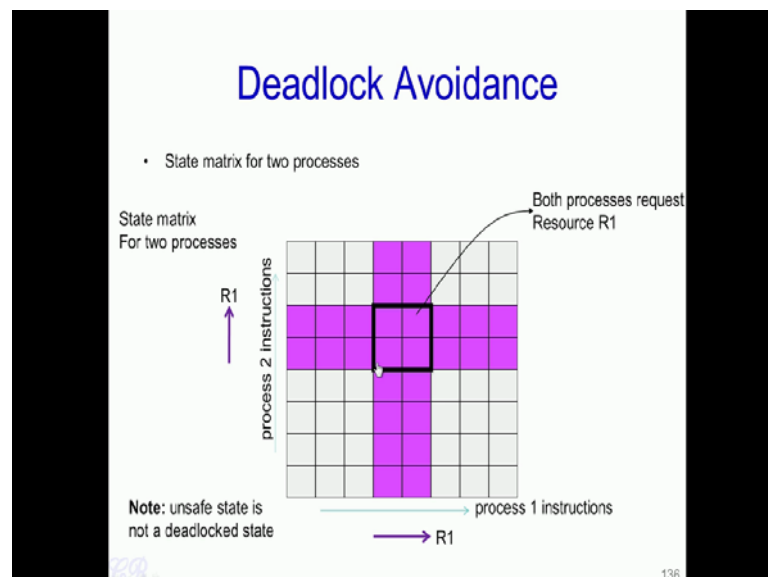 Deadlock Avoidance
• State matrix for two processes
Both processes request
Resource R1
State matrix
For two processes
R1
process 2 instructions
Note: unsafe state is
not a deadlocked state
process 1 instructions
R1
136